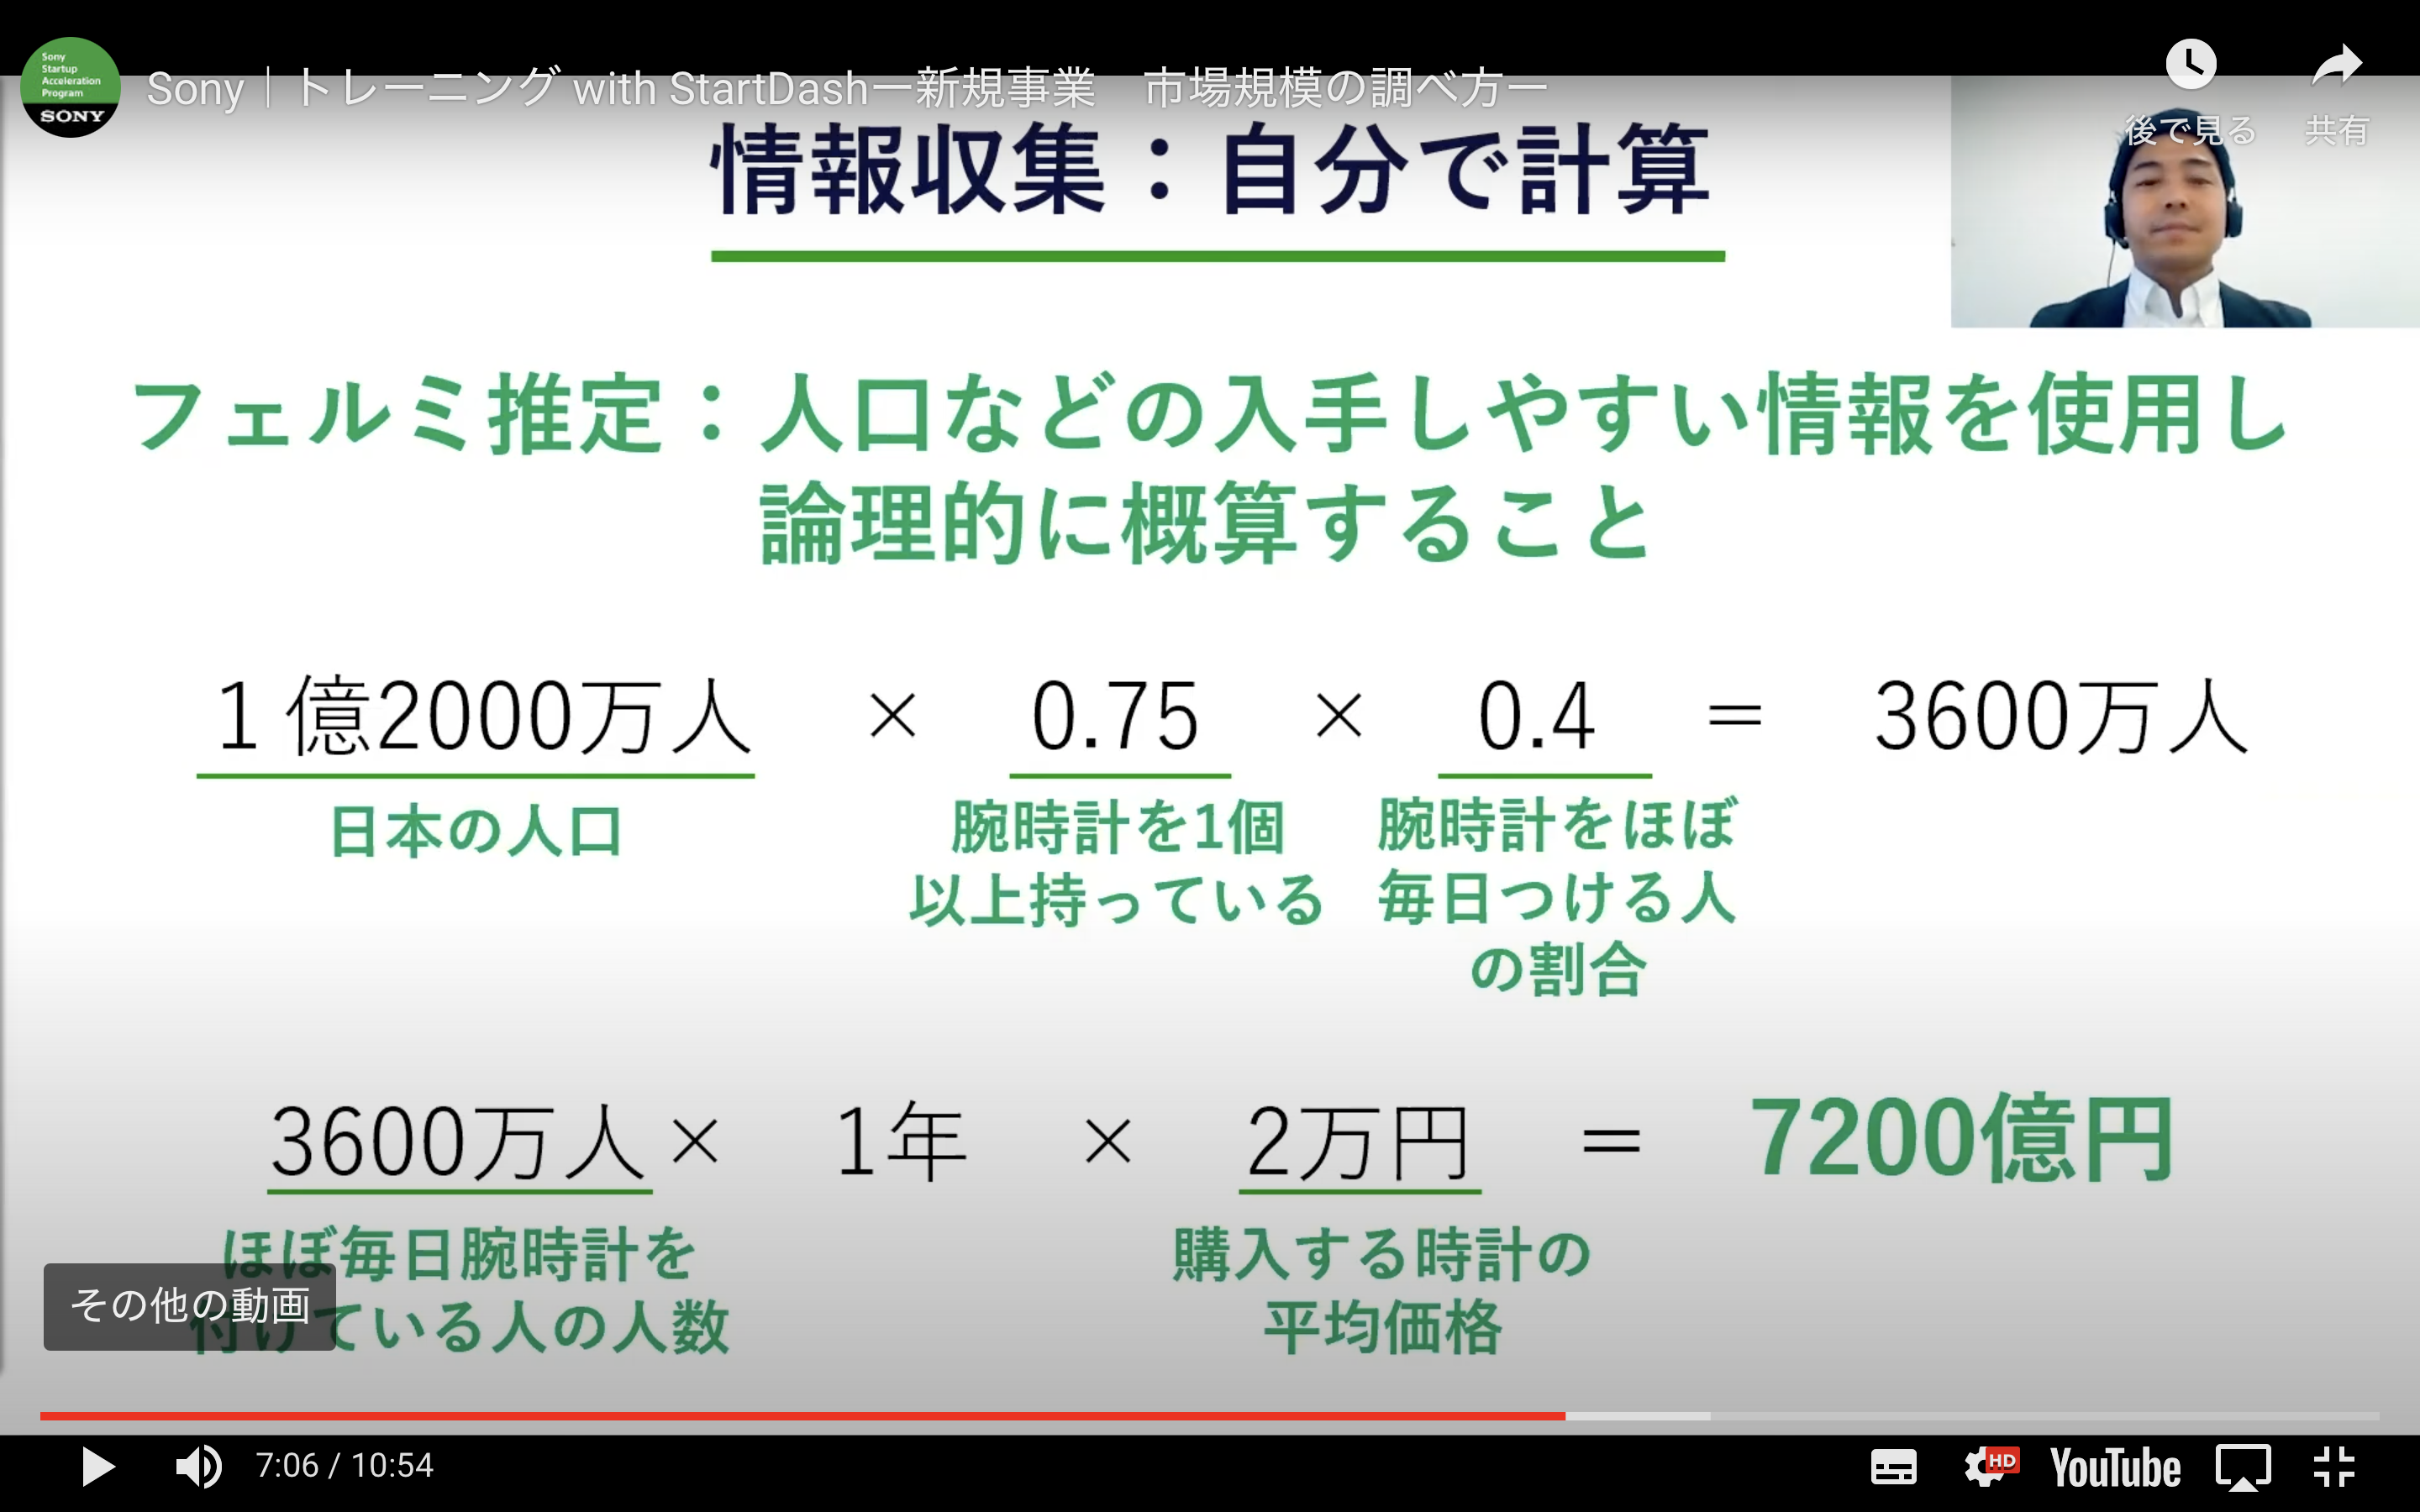 Sony
Startup
Acceleration
Program
SONY
Sony｜トレーニング with StartDashー新規事業　市場規模の調べ方ー
後で見る
共有
情報収集：自分で計算
フェルミ推定：人口などの入手しやすい情報を使用し
論理的に概算すること
1億2000万人 × 0.75 × 0.4 ＝ 3600万人
日本の人口
腕時計を1個
以上持っている
腕時計をほぼ
毎日つける人
の割合
3600万人 × 1年 × 2万円 ＝ 7200億円
ほぼ毎日腕時計を
付けている人の人数
購入する時計の
平均価格
その他の動画
7:06 / 10:54
HD
YouTube